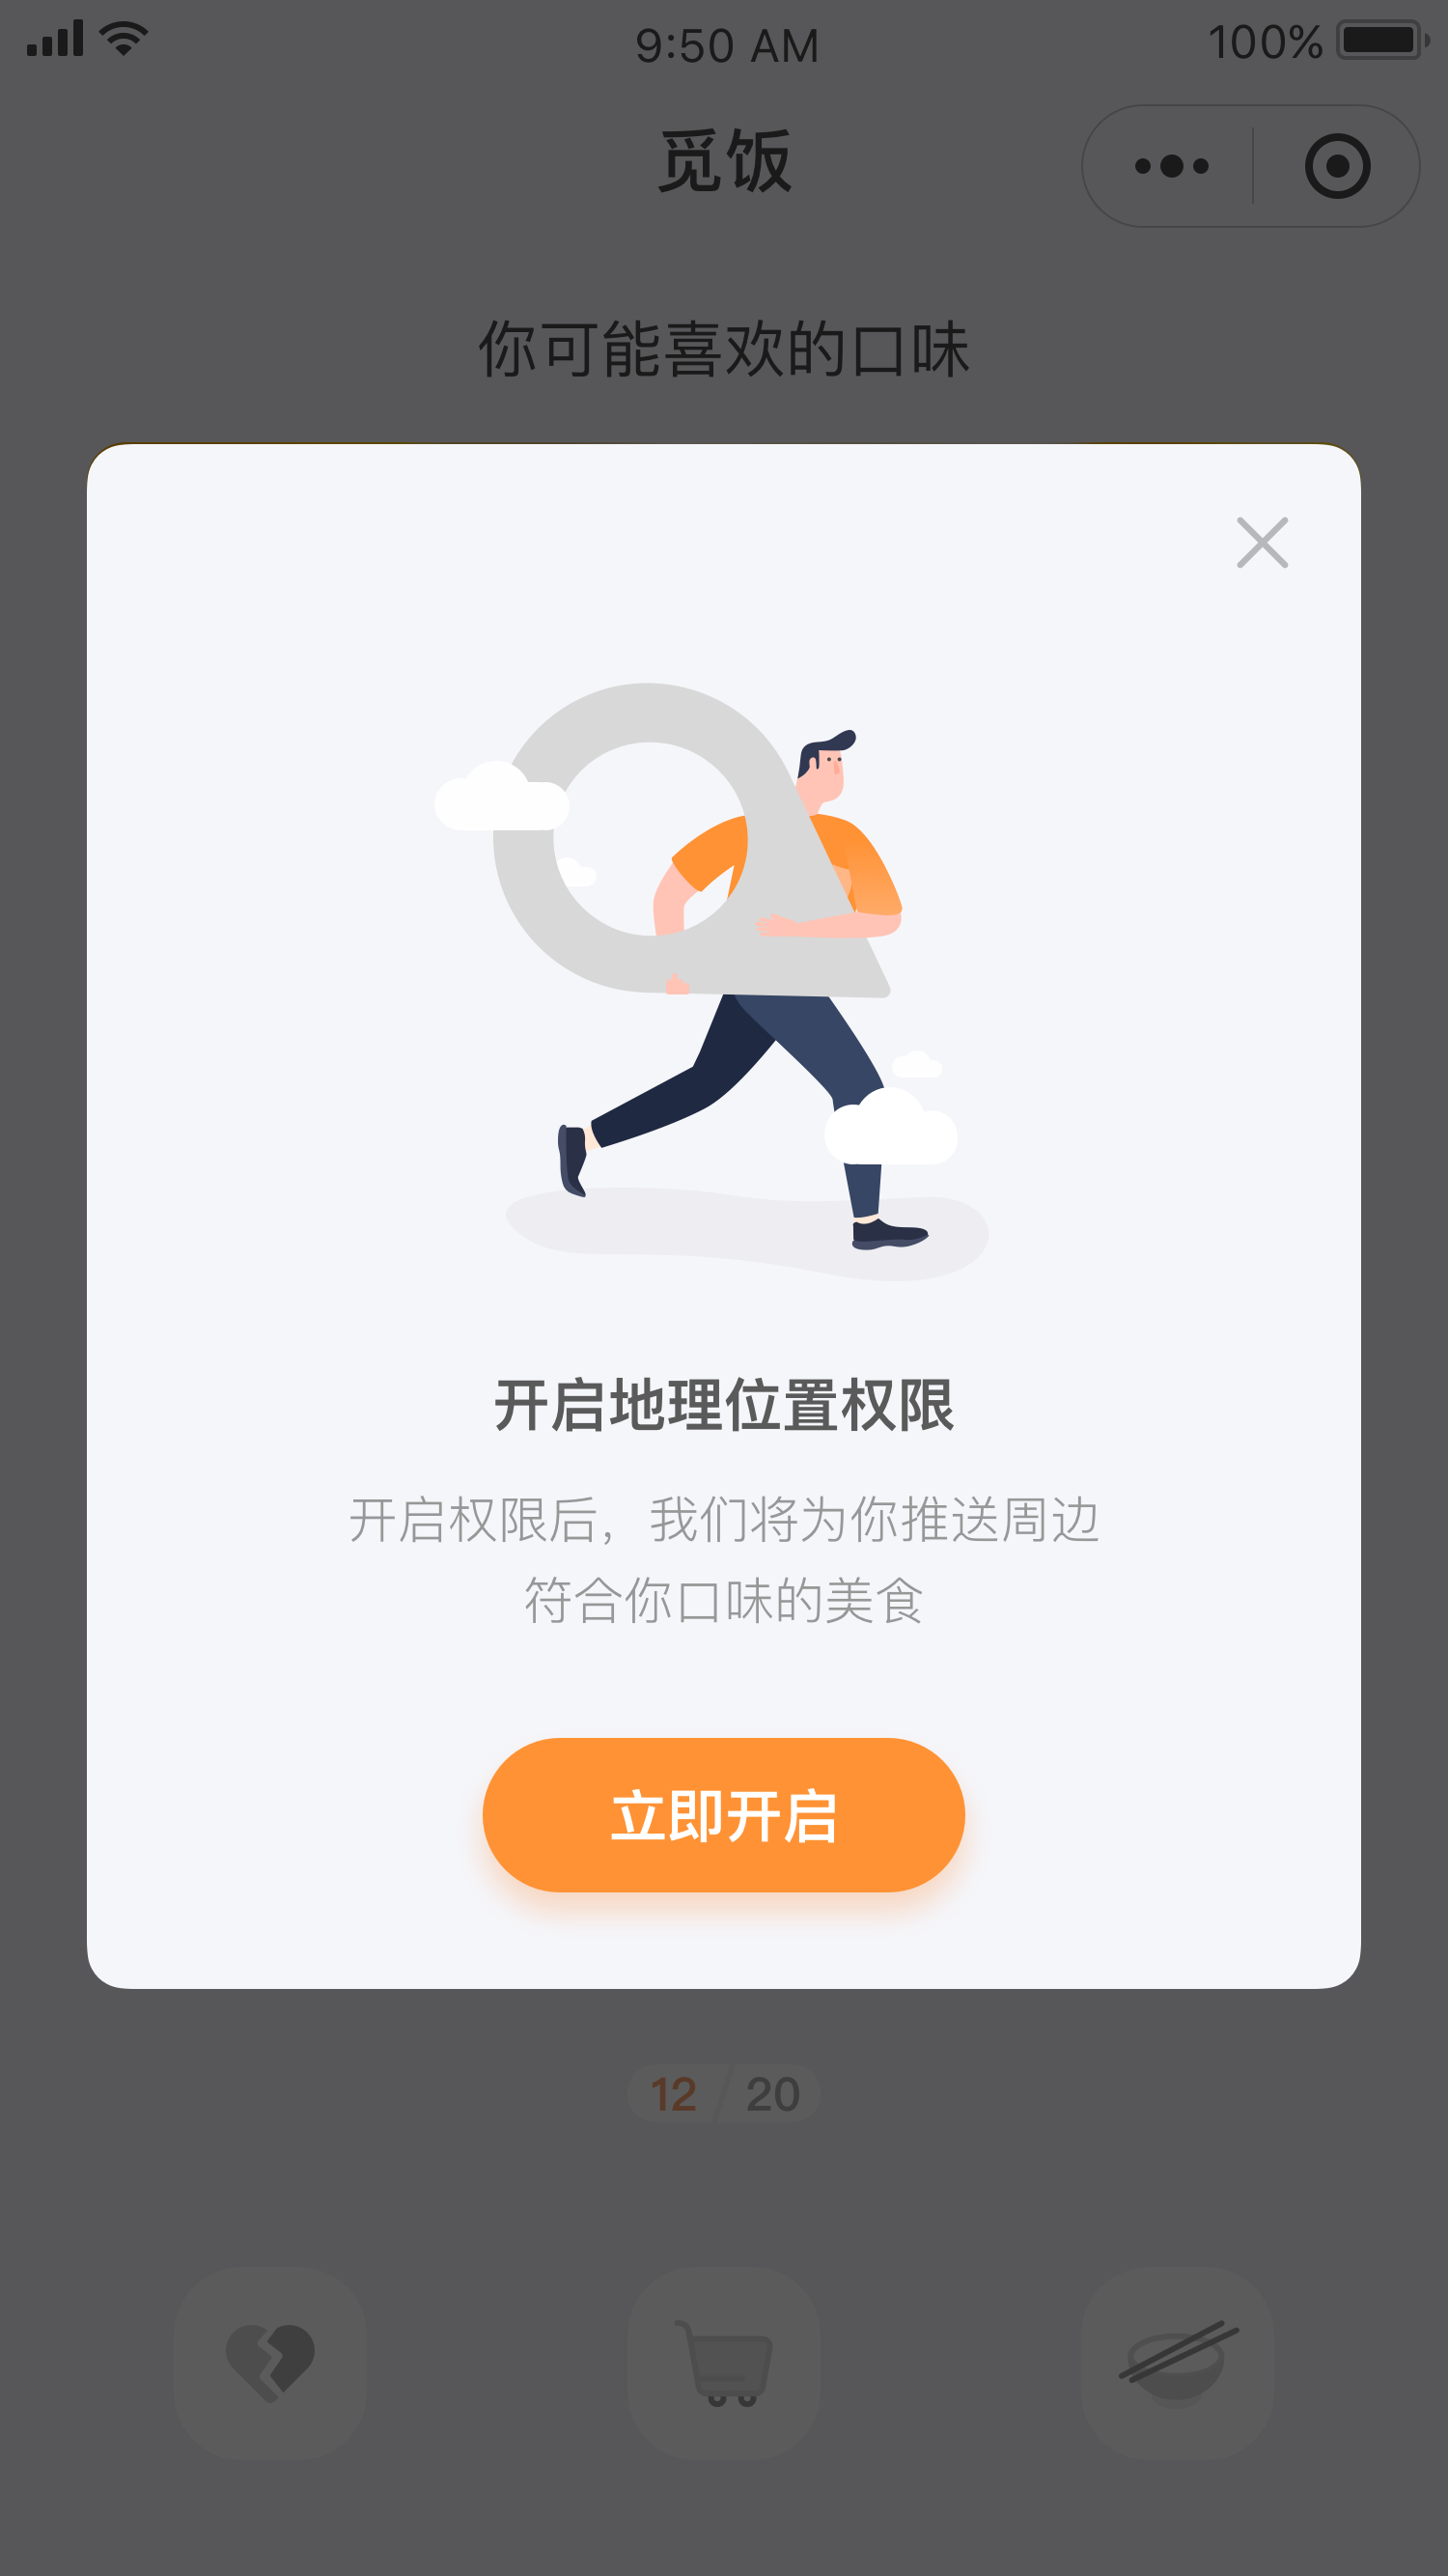 9:50 AM
100%
觅饭
你可能喜欢的口味
开启地理位置权限
开启权限后，我们将为你推送周边
符合你口味的美食
立即开启
12 / 20